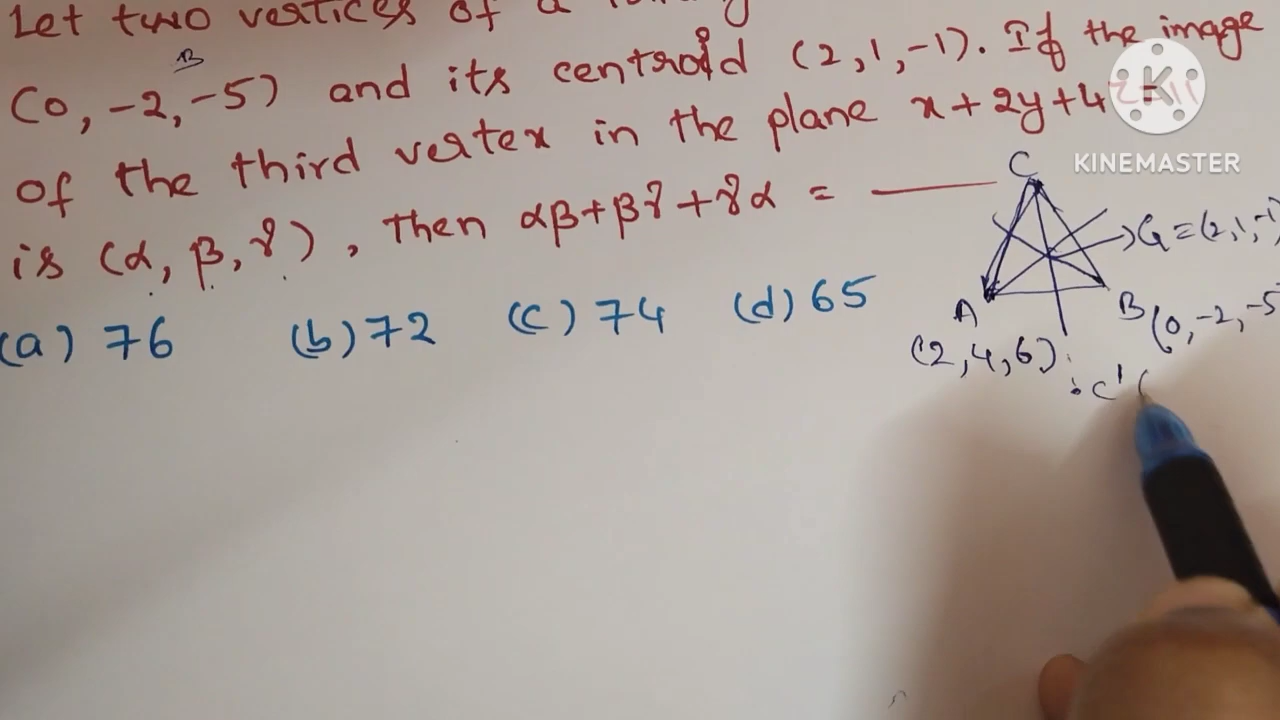 Let two vertices of a
(0, -2, -5) and its centroid (2, 1, -1). If the image
B
of the third vertex in the plane x + 2y + 4
is (α, β, γ), then αβ + βγ + γα = ___
(a) 76 (b) 72 (c) 74 (d) 65
K
KINEMASTER
C
G = (2, 1, -1)
A
B (0, -2, -5
(2, 4, 6)
C' (